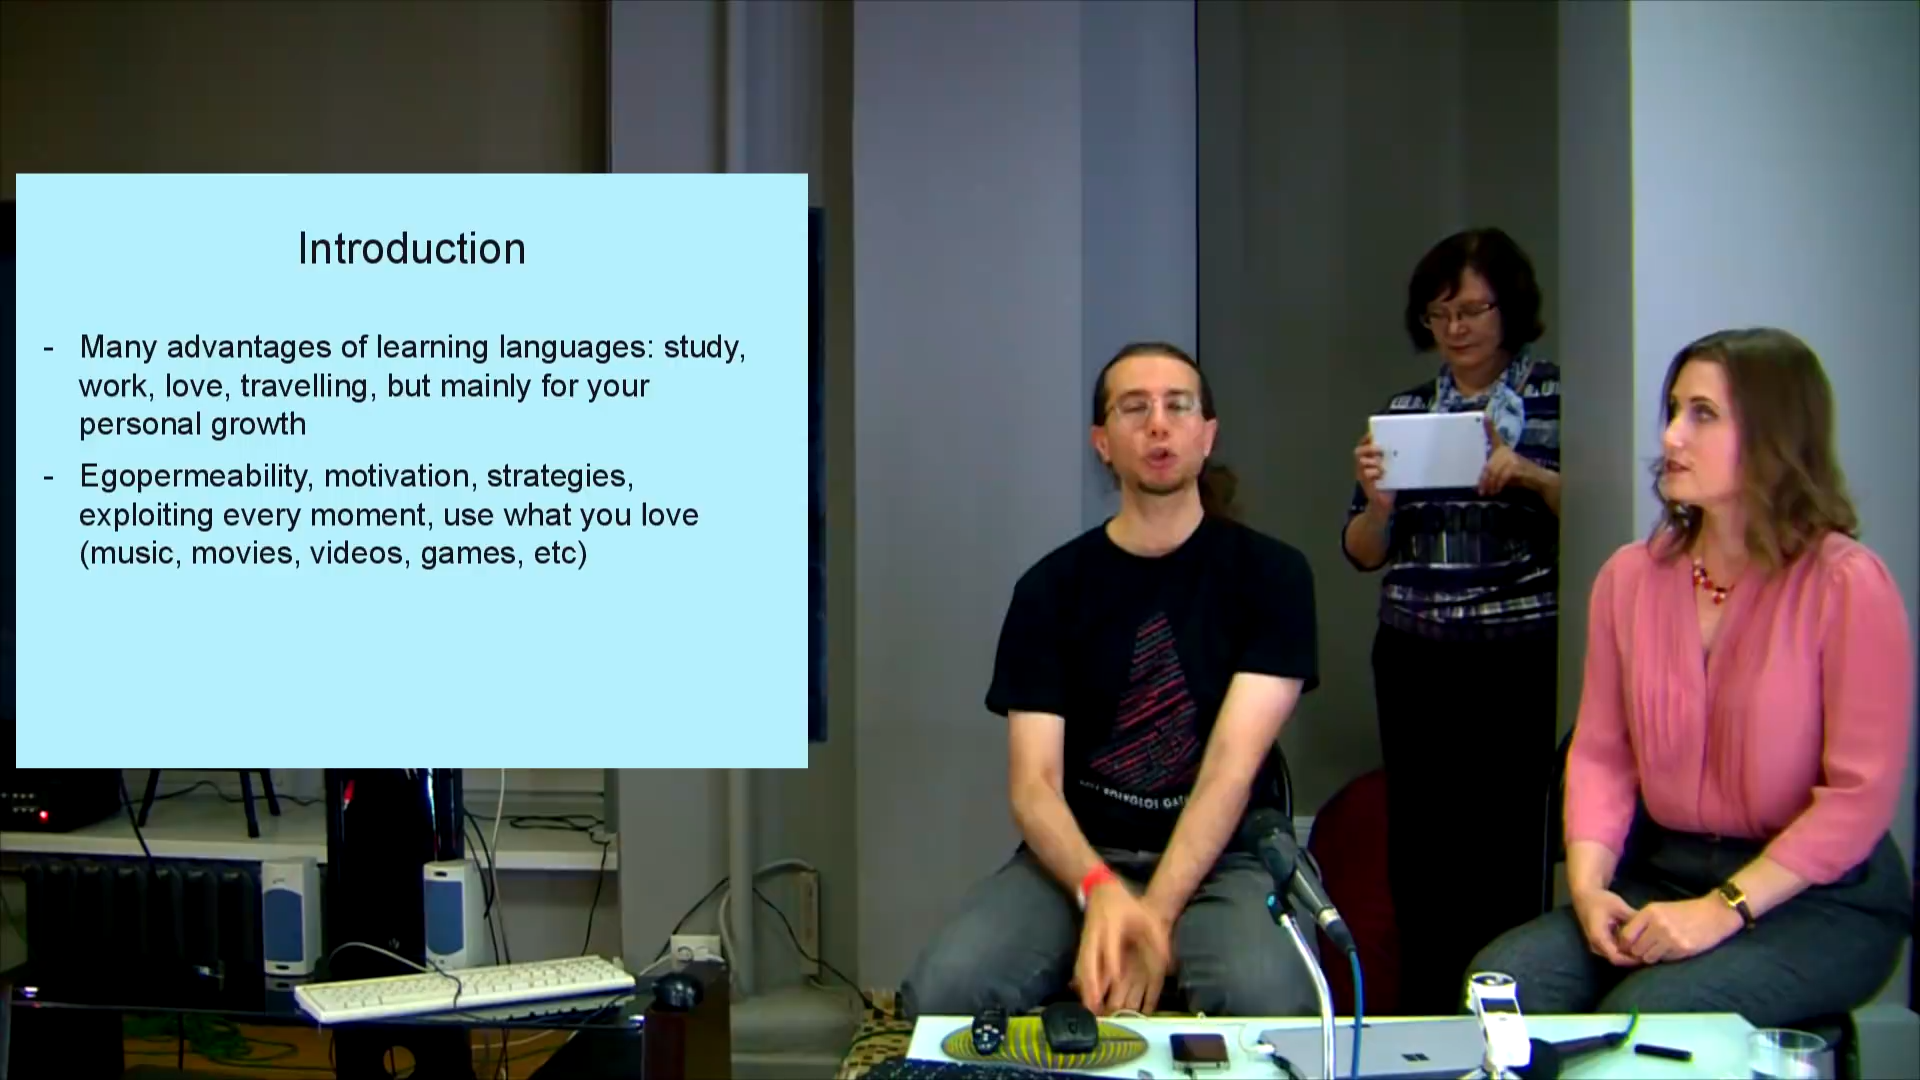 Introduction
- Many advantages of learning languages: study,
work, love, travelling, but mainly for your
personal growth
- Egopermeability, motivation, strategies,
exploiting every moment, use what you love
(music, movies, videos, games, etc)